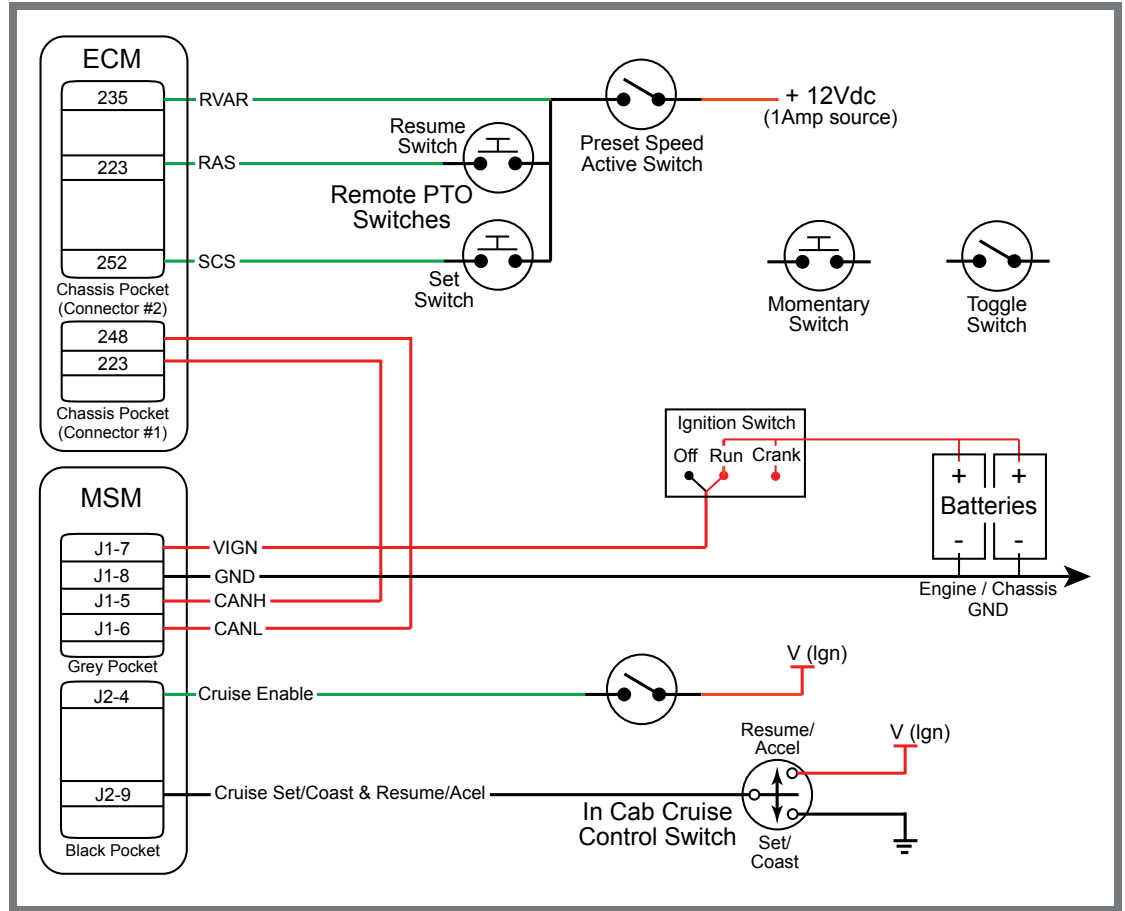 ECM
235
RVAR
223
RAS
252
SCS
Chassis Pocket
(Connector #2)
248
223
Chassis Pocket
(Connector #1)
Resume
Switch
Remote PTO
Switches
Set
Switch
Preset Speed
Active Switch
+ 12Vdc
(1Amp source)
Momentary
Switch
Toggle
Switch
Ignition Switch
Off Run Crank
+ +
Batteries
- -
Engine / Chassis
GND
MSM
J1-7
VIGN
J1-8
GND
J1-5
CANH
J1-6
CANL
Grey Pocket
J2-4
Cruise Enable
V (Ign)
J2-9
Cruise Set/Coast & Resume/Acel
Black Pocket
In Cab Cruise
Control Switch
Resume/
Accel
V (Ign)
Set/
Coast